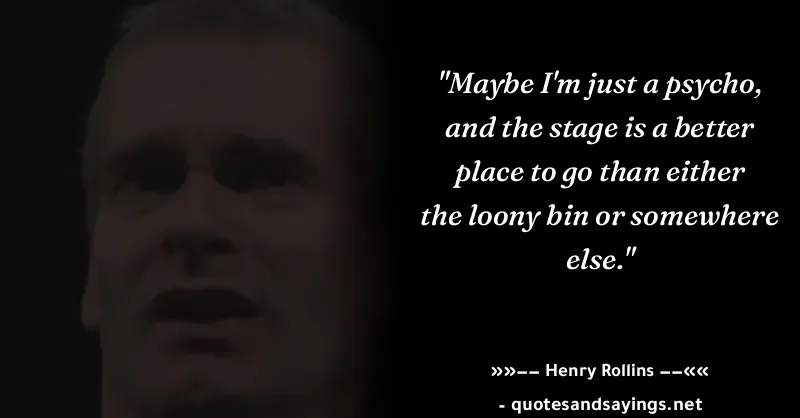 "Maybe I'm just a psycho,
and the stage is a better
place to go than either
the loony bin or somewhere
else."
»»−− Henry Rollins −−««
- quotesandsayings.net